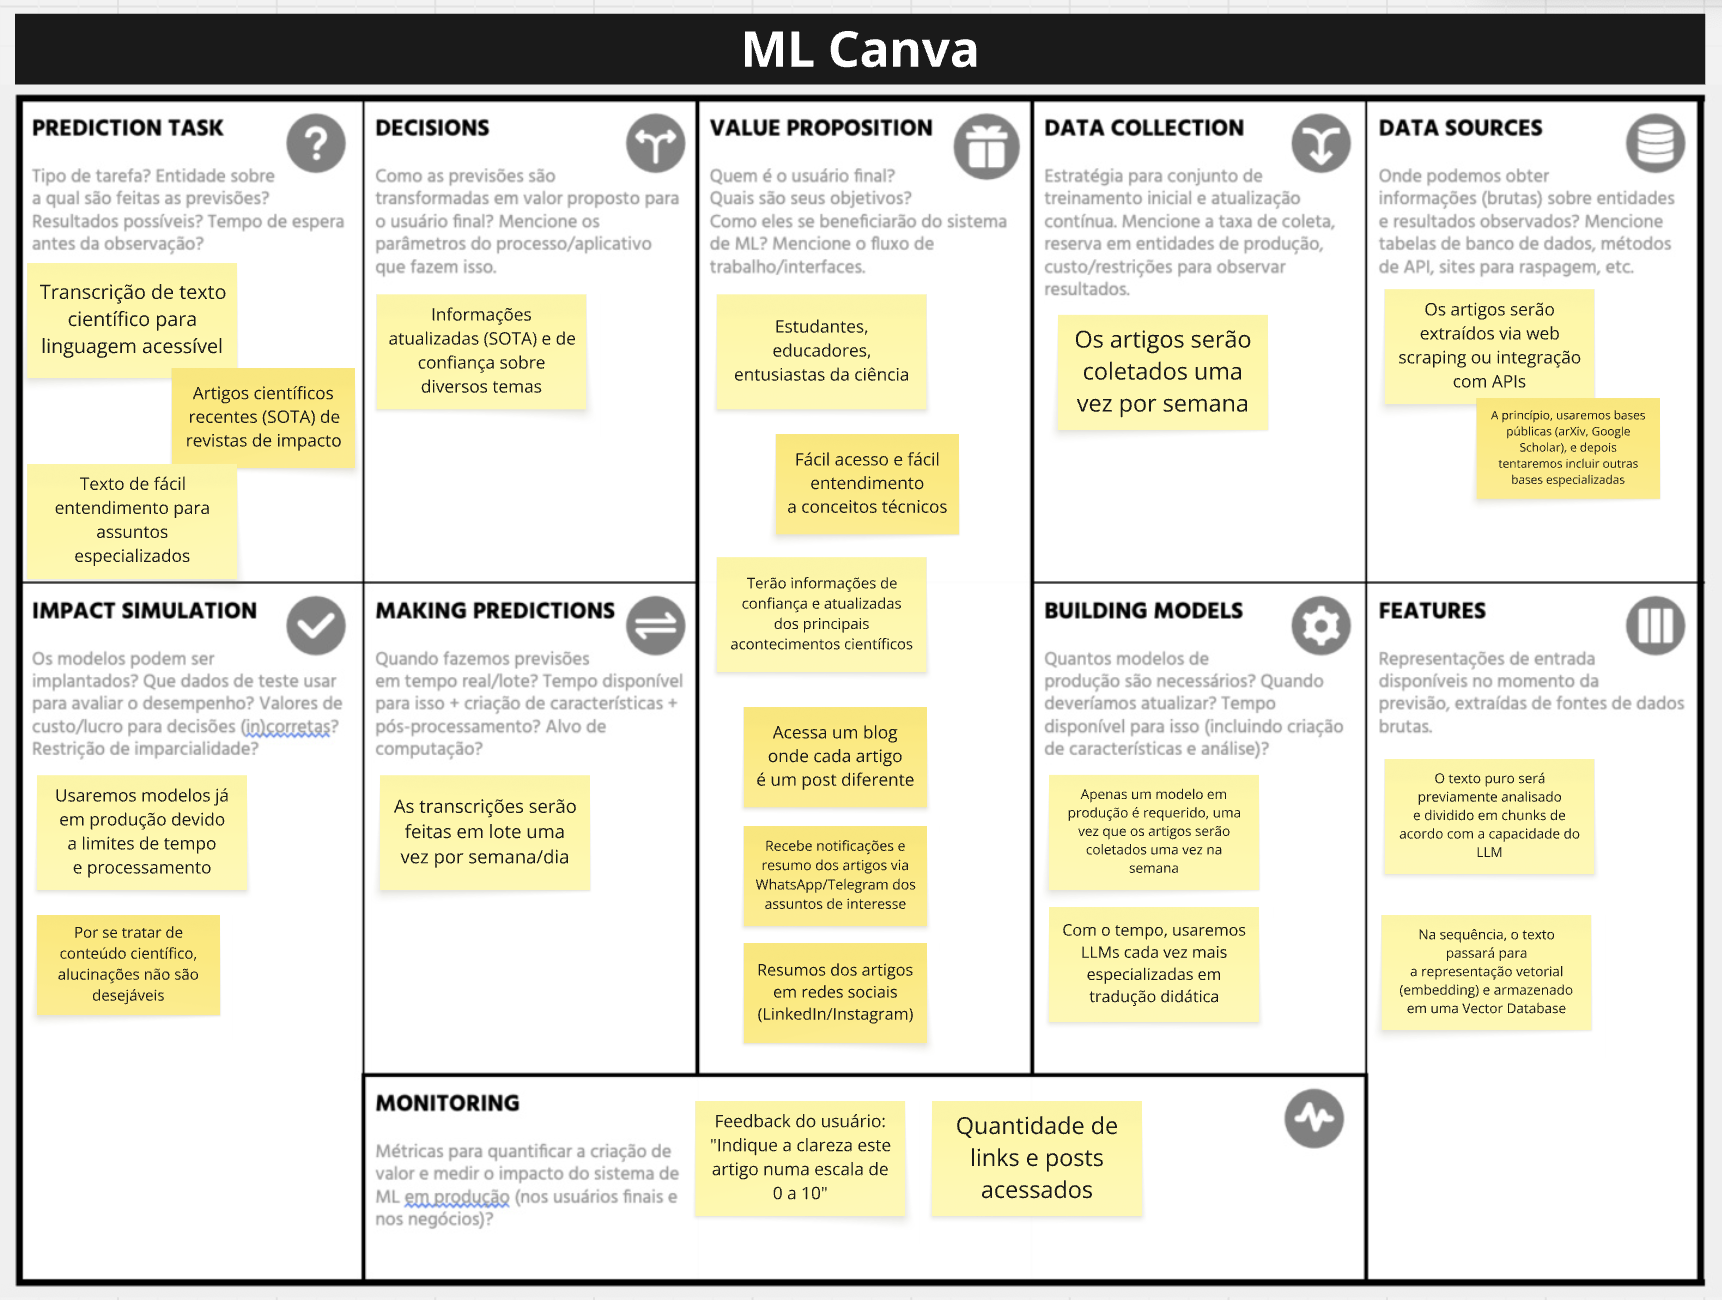 ML Canva
PREDICTION TASK
Tipo de tarefa? Entidade sobre
a qual são feitas as previsões?
Resultados possíveis? Tempo de espera
antes da observação?
Transcrição de texto
científico para
linguagem acessível
Artigos científicos
recentes (SOTA) de
revistas de impacto
Texto de fácil
entendimento para
assuntos
especializados
DECISIONS
Como as previsões são
transformadas em valor proposto para
o usuário final? Mencione os
parâmetros do processo/aplicativo
que fazem isso.
Informações
atualizadas (SOTA) e de
confiança sobre
diversos temas
VALUE PROPOSITION
Quem é o usuário final?
Quais são seus objetivos?
Como eles se beneficiarão do sistema
de ML? Mencione o fluxo de
trabalho/interfaces.
Estudantes,
educadores,
entusiastas da ciência
Fácil acesso e fácil
entendimento
a conceitos técnicos
Terão informações de
confiança e atualizadas
dos principais
acontecimentos científicos
Acessa um blog
onde cada artigo
é um post diferente
Recebe notificações e
resumo dos artigos via
WhatsApp/Telegram dos
assuntos de interesse
Resumos dos artigos
em redes sociais
(LinkedIn/Instagram)
DATA COLLECTION
Estratégia para conjunto de
treinamento inicial e atualização
contínua. Mencione a taxa de coleta,
reserva em entidades de produção,
custo/restrições para observar
resultados.
Os artigos serão
coletados uma
vez por semana
DATA SOURCES
Onde podemos obter
informações (brutas) sobre entidades
e resultados observados? Mencione
tabelas de banco de dados, métodos
de API, sites para raspagem, etc.
Os artigos serão
extraídos via web
scraping ou integração
com APIs
A princípio, usaremos bases
públicas (arXiv, Google
Scholar), e depois
tentaremos incluir outras
bases especializadas
IMPACT SIMULATION
Os modelos podem ser
implantados? Que dados de teste usar
para avaliar o desempenho? Valores de
custo/lucro para decisões (in)corretas?
Restrição de imparcialidade?
Usaremos modelos já
em produção devido
a limites de tempo
e processamento
Por se tratar de
conteúdo científico,
alucinações não são
desejáveis
MAKING PREDICTIONS
Quando fazemos previsões
em tempo real/lote? Tempo disponível
para isso + criação de características +
pós-processamento? Alvo de
computação?
As transcrições serão
feitas em lote uma
vez por semana/dia
BUILDING MODELS
Quantos modelos de
produção são necessários? Quando
deveríamos atualizar? Tempo
disponível para isso (incluindo criação
de características e análise)?
Apenas um modelo em
produção é requerido, uma
vez que os artigos serão
coletados uma vez na
semana
Com o tempo, usaremos
LLMs cada vez mais
especializadas em
tradução didática
FEATURES
Representações de entrada
disponíveis no momento da
previsão, extraídas de fontes de dados
brutas.
O texto puro será
previamente analisado
e dividido em chunks de
acordo com a capacidade do
LLM
Na sequência, o texto
passará para
a representação vetorial
(embedding) e armazenado
em uma Vector Database
MONITORING
Métricas para quantificar a criação de
valor e medir o impacto do sistema de
ML em produção (nos usuários finais e
nos negócios)?
Feedback do usuário:
"Indique a clareza este
artigo numa escala de
0 a 10"
Quantidade de
links e posts
acessados